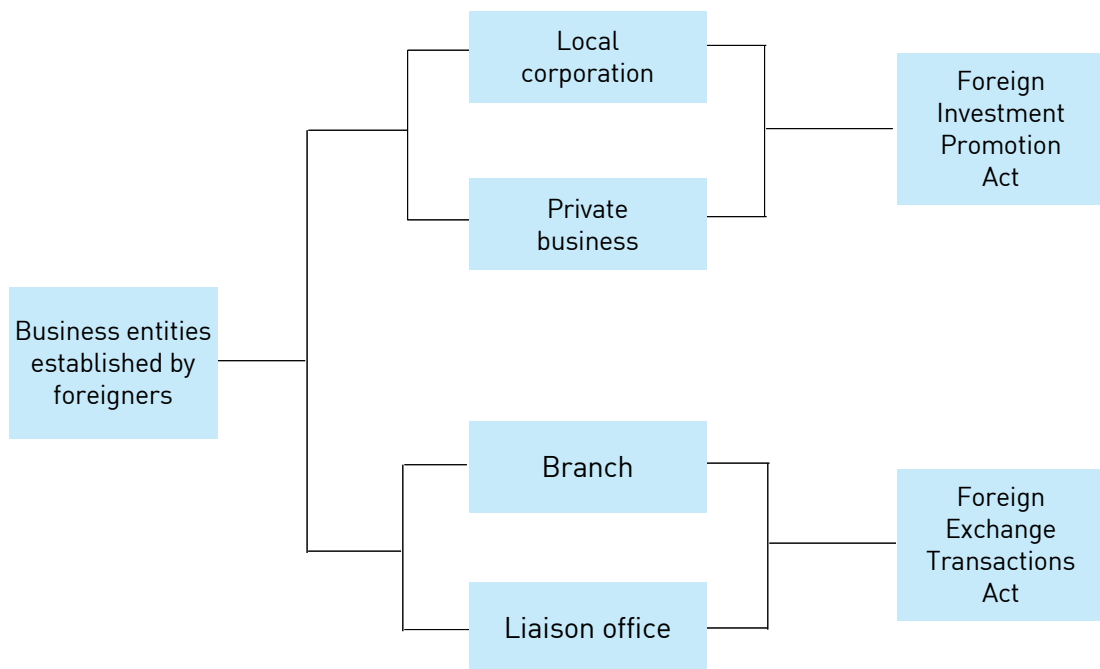 Business entities
established by
foreigners
Local
corporation
Private
business
Foreign
Investment
Promotion
Act
Branch
Liaison office
Foreign
Exchange
Transactions
Act